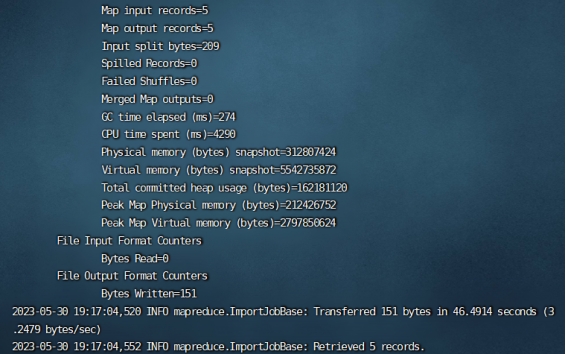 Map input records=5
Map output records=5
Input split bytes=209
Spilled Records=0
Failed Shuffles=0
Merged Map outputs=0
GC time elapsed (ms)=274
CPU time spent (ms)=4290
Physical memory (bytes) snapshot=312807424
Virtual memory (bytes) snapshot=5542735872
Total committed heap usage (bytes)=162181120
Peak Map Physical memory (bytes)=212426752
Peak Map Virtual memory (bytes)=2797850624
File Input Format Counters
Bytes Read=0
File Output Format Counters
Bytes Written=151
2023-05-30 19:17:04,520 INFO mapreduce.ImportJobBase: Transferred 151 bytes in 46.4914 seconds (3
.2479 bytes/sec)
2023-05-30 19:17:04,552 INFO mapreduce.ImportJobBase: Retrieved 5 records.